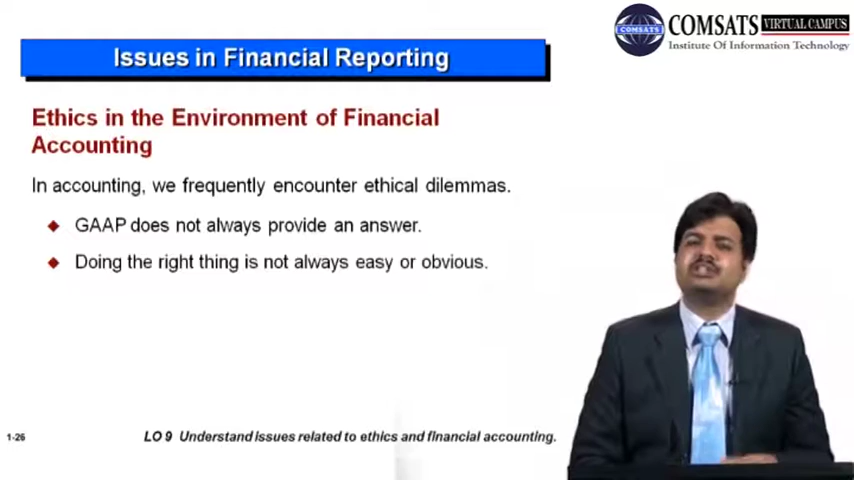 COMSATS VIRTUAL CAMPUS
COMSATS
Institute Of Information Technology
Issues in Financial Reporting
Ethics in the Environment of Financial
Accounting
In accounting, we frequently encounter ethical dilemmas.
GAAP does not always provide an answer.
Doing the right thing is not always easy or obvious.
1-26
LO 9 Understand issues related to ethics and financial accounting.